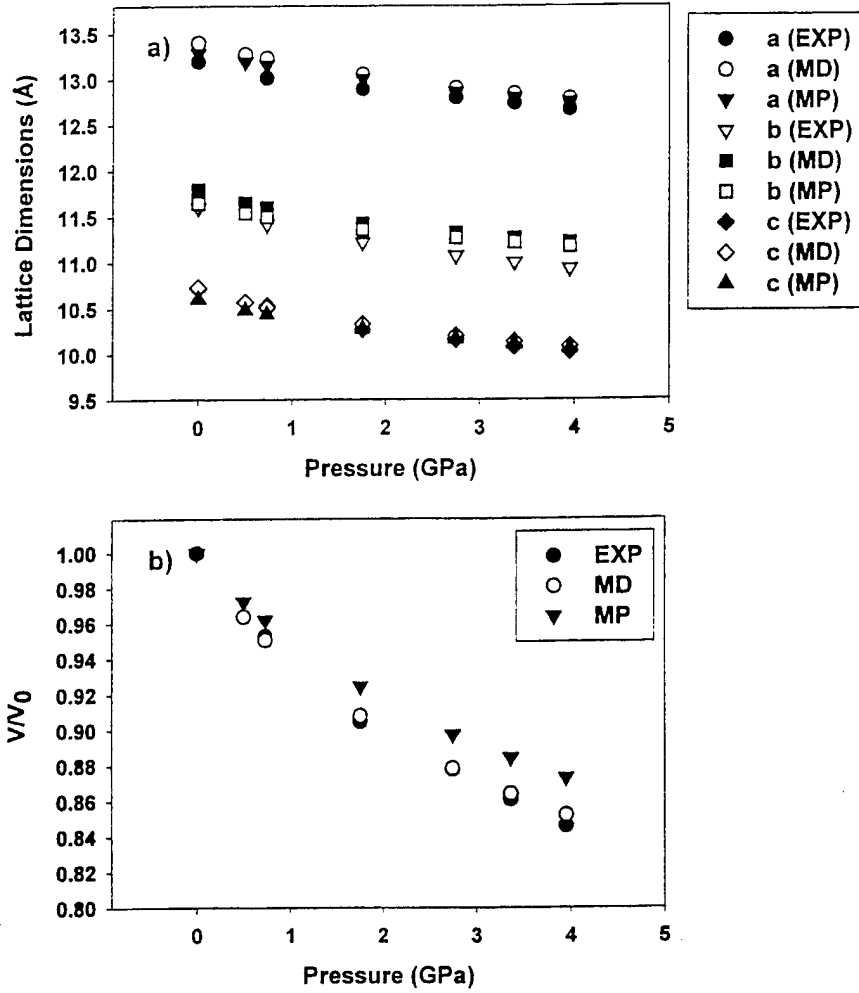 a)
13.5
13.0
12.5
12.0
11.5
11.0
10.5
10.0
9.5
Lattice Dimensions (Å)
0 1 2 3 4 5
Pressure (GPa)
a (EXP)
a (MD)
a (MP)
b (EXP)
b (MD)
b (MP)
c (EXP)
c (MD)
c (MP)
b)
1.00
0.98
0.96
0.94
0.92
0.90
0.88
0.86
0.84
0.82
0.80
V/V0
EXP
MD
MP
0 1 2 3 4 5
Pressure (GPa)